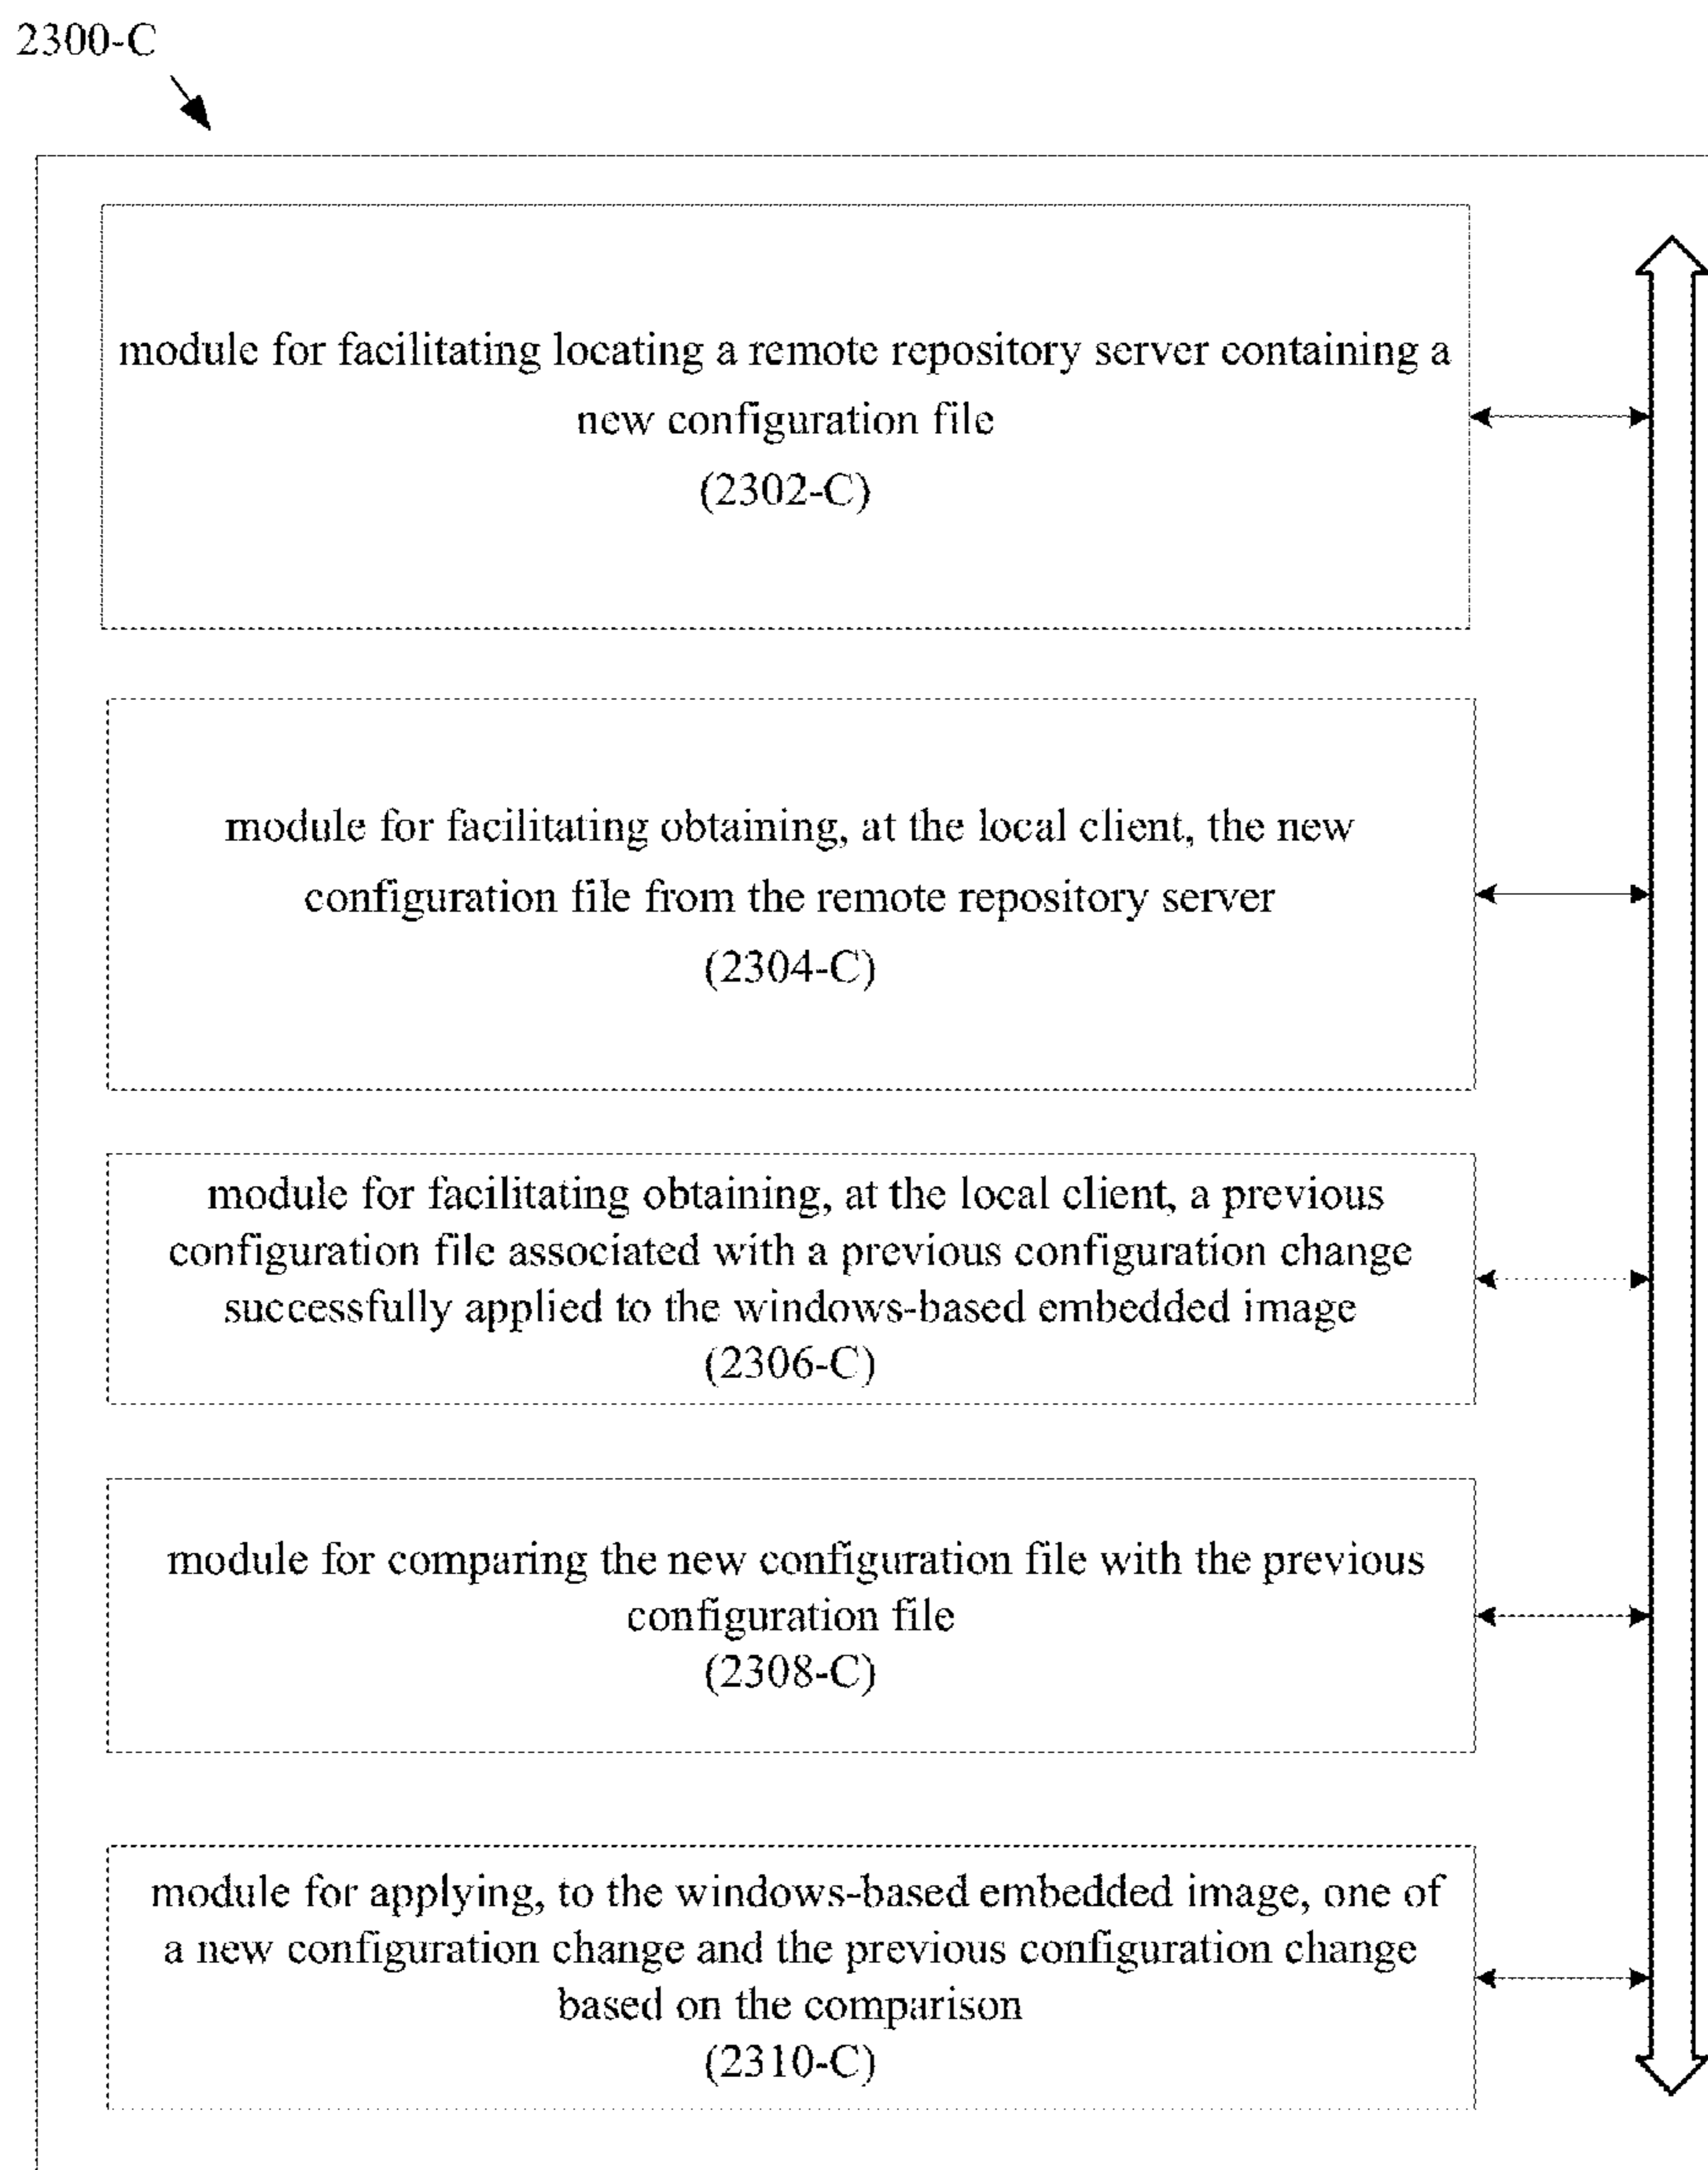 2300-C
module for facilitating locating a remote repository server containing a
new configuration file
(2302-C)
module for facilitating obtaining, at the local client, the new
configuration file from the remote repository server
(2304-C)
module for facilitating obtaining, at the local client, a previous
configuration file associated with a previous configuration change
successfully applied to the windows-based embedded image
(2306-C)
module for comparing the new configuration file with the previous
configuration file
(2308-C)
module for applying, to the windows-based embedded image, one of
a new configuration change and the previous configuration change
based on the comparison
(2310-C)